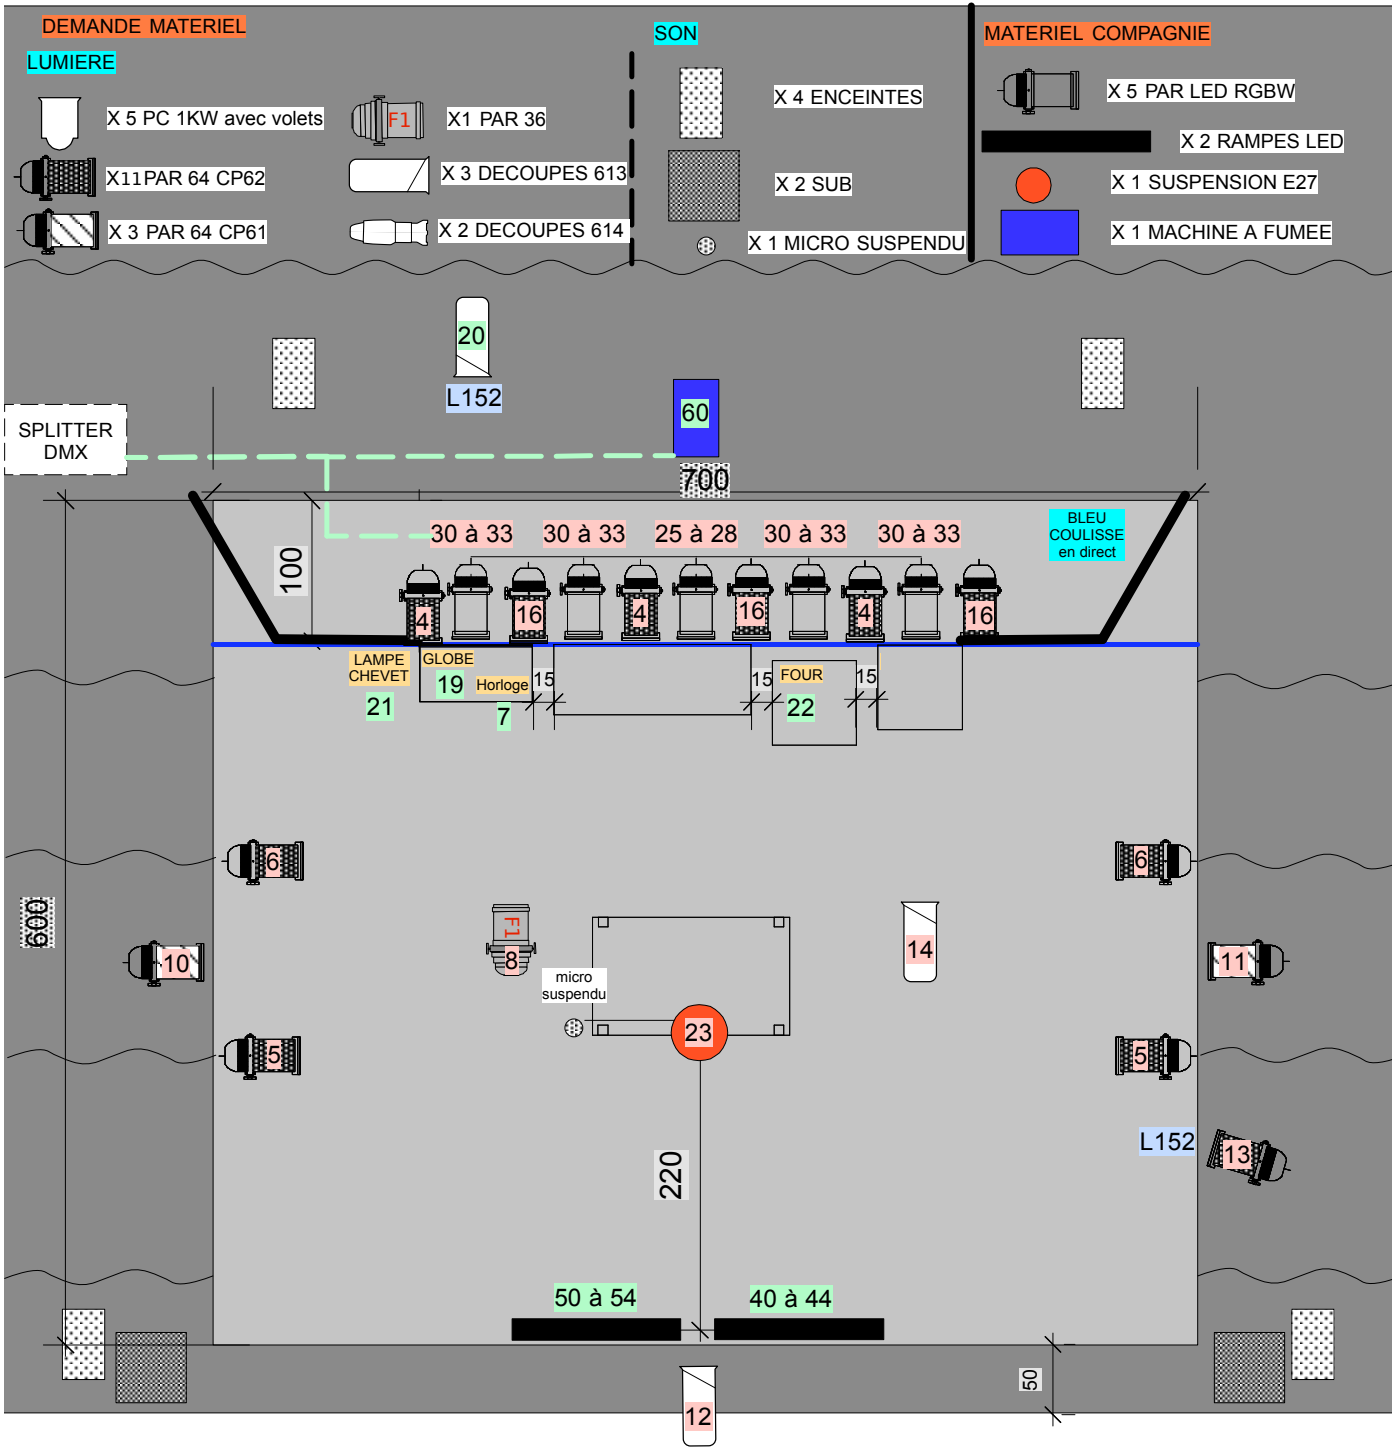 DEMANDE MATERIEL
LUMIERE
X 5 PC 1KW avec volets
X11PAR 64 CP62
X 3 PAR 64 CP61
F1
X1 PAR 36
X 3 DECOUPES 613
X 2 DECOUPES 614
SON
X 4 ENCEINTES
X 2 SUB
X 1 MICRO SUSPENDU
MATERIEL COMPAGNIE
X 5 PAR LED RGBW
X 2 RAMPES LED
X 1 SUSPENSION E27
X 1 MACHINE A FUMEE
20
L152
60
SPLITTER
DMX
700
30 à 33
30 à 33
25 à 28
30 à 33
30 à 33
BLEU
COULISSE
en direct
100
4
16
4
16
4
16
LAMPE
CHEVET
21
GLOBE
19
Horloge
7
15
15
FOUR
22
15
6
6
600
10
F1
8
14
11
micro
suspendu
23
5
5
L152
13
220
50 à 54
40 à 44
50
12